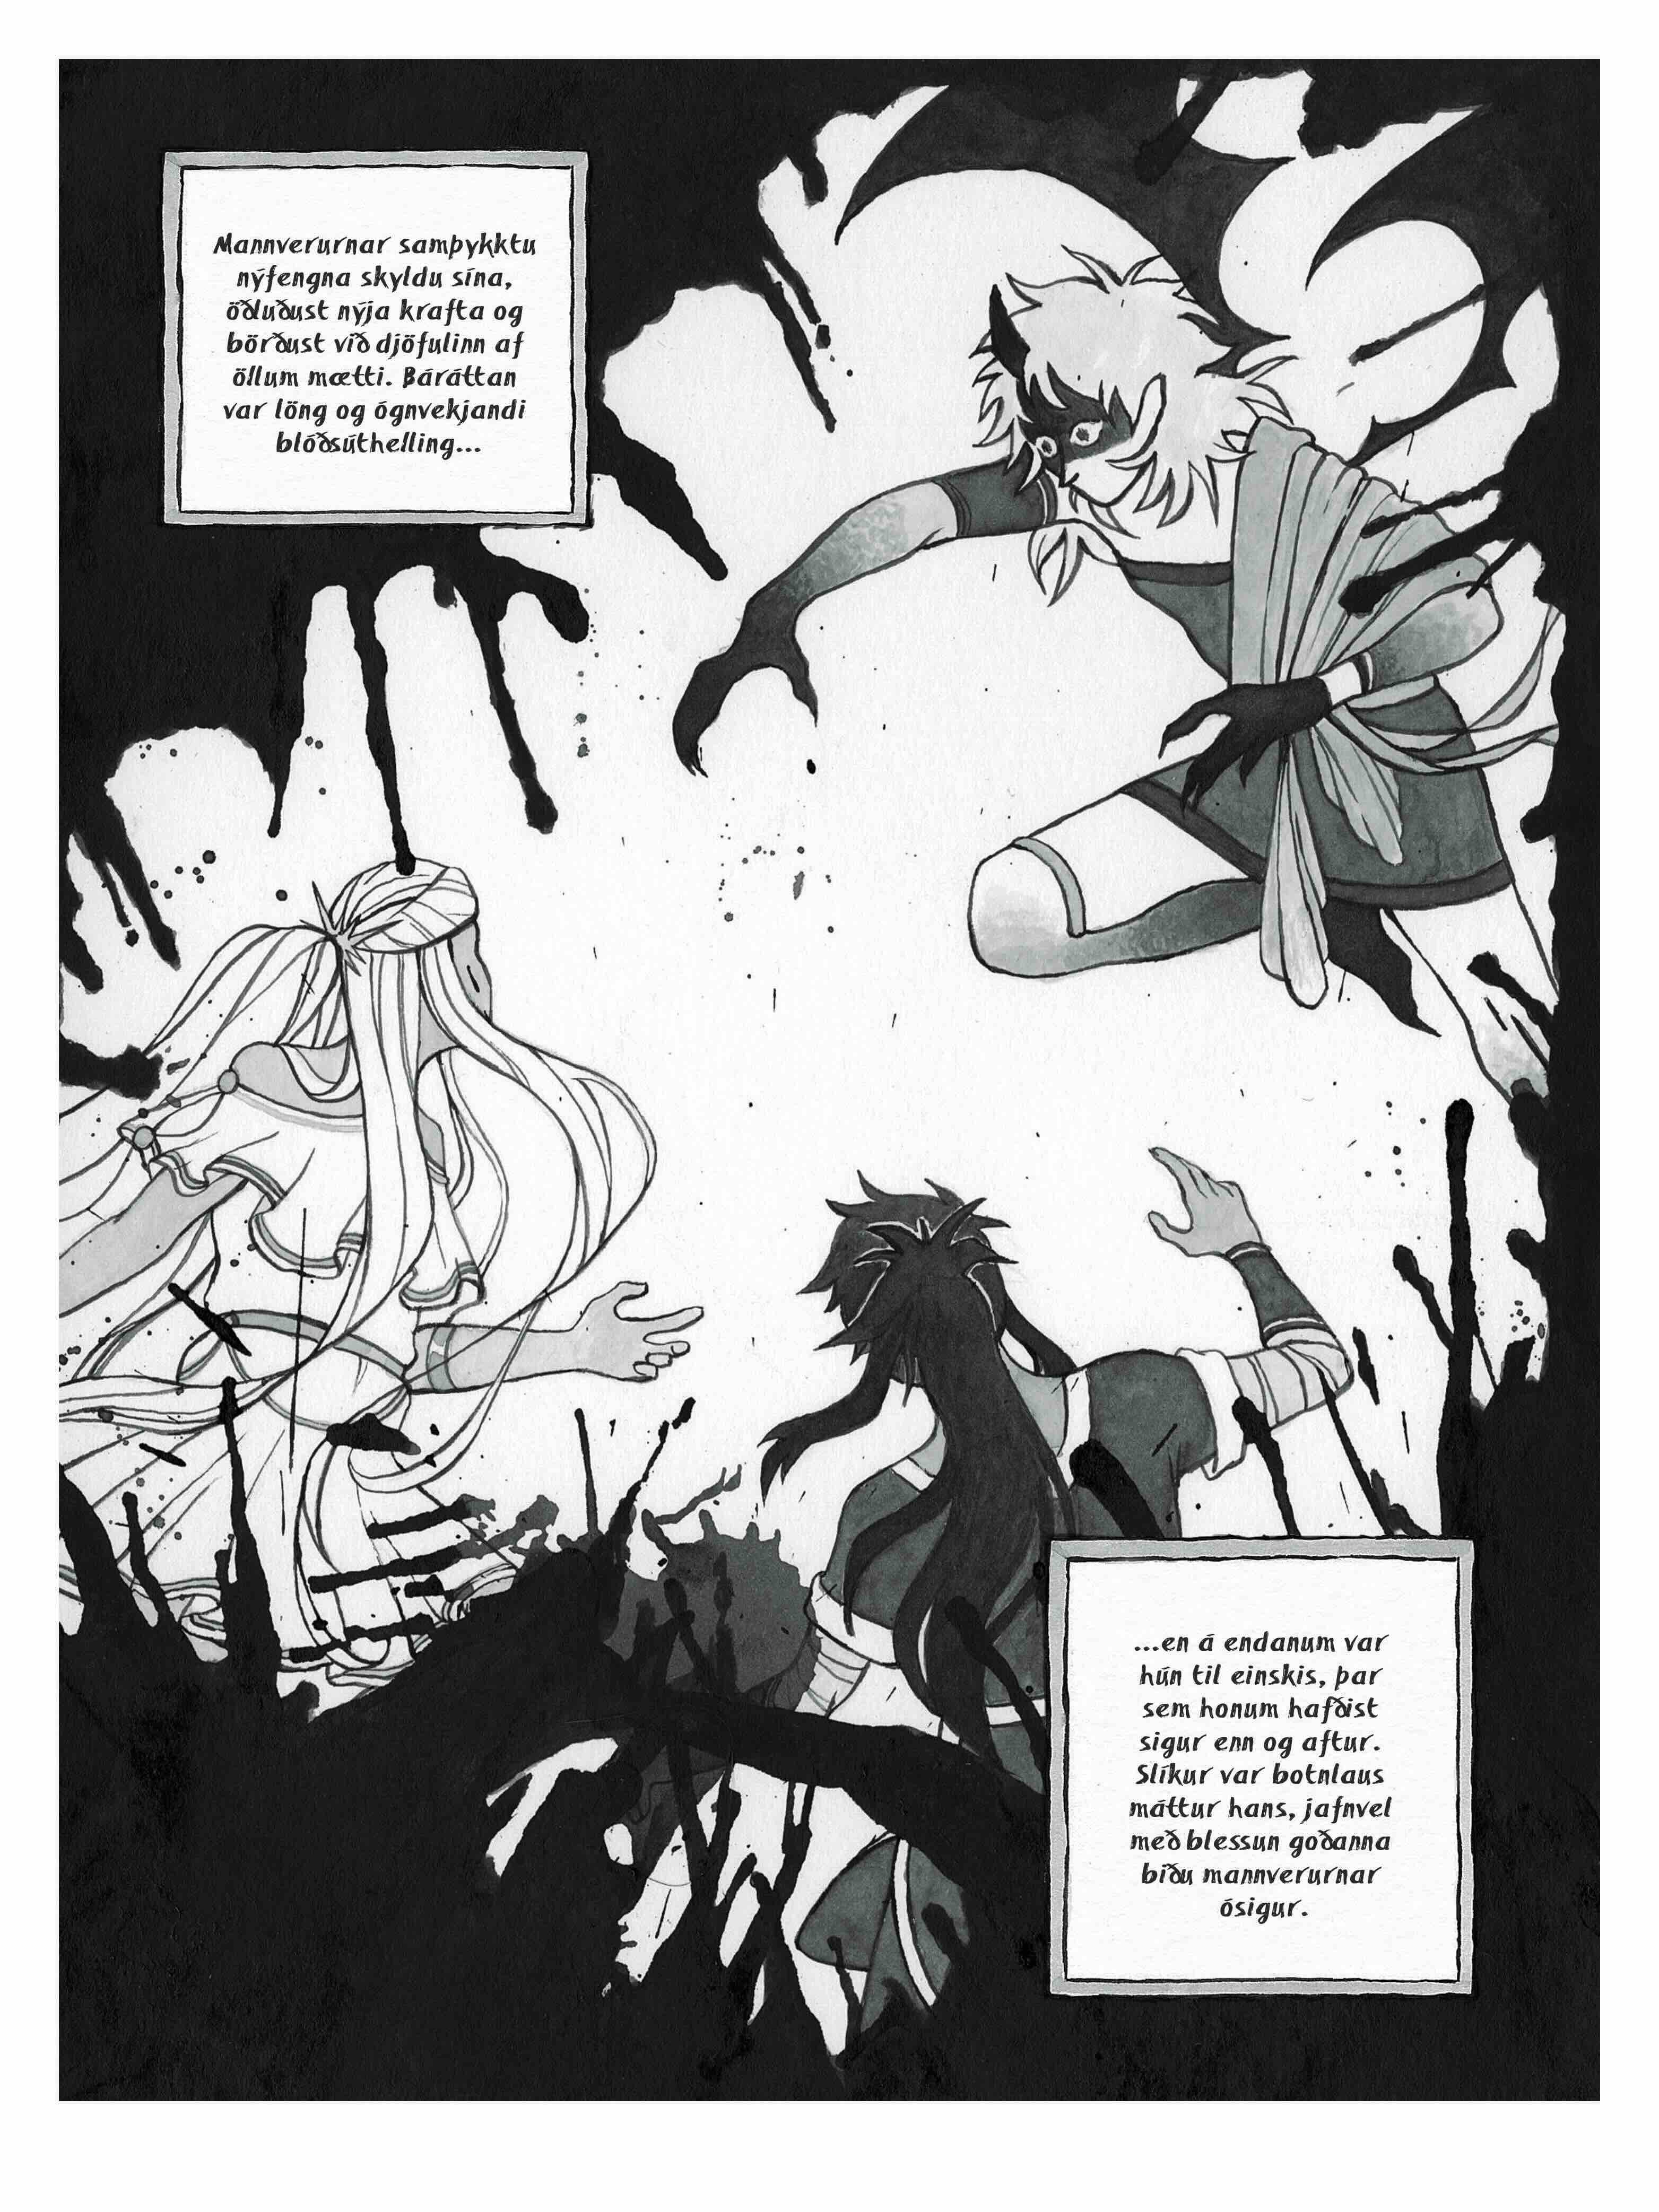 Mannverurnar samþykktu
nýfengna skyldu sína,
öðluðust nýja krafta og
börðust við djöfulinn af
öllum mætti. Baráttan
var löng og ógnvekjandi
blóðsúthelling...
...en á endanum var
hún til einskis, þar
sem honum hafðist
sigur enn og aftur.
Slíkur var botnlaus
máttur hans, jafnvel
með blessun goðanna
biðu mannverurnar
ósigur.